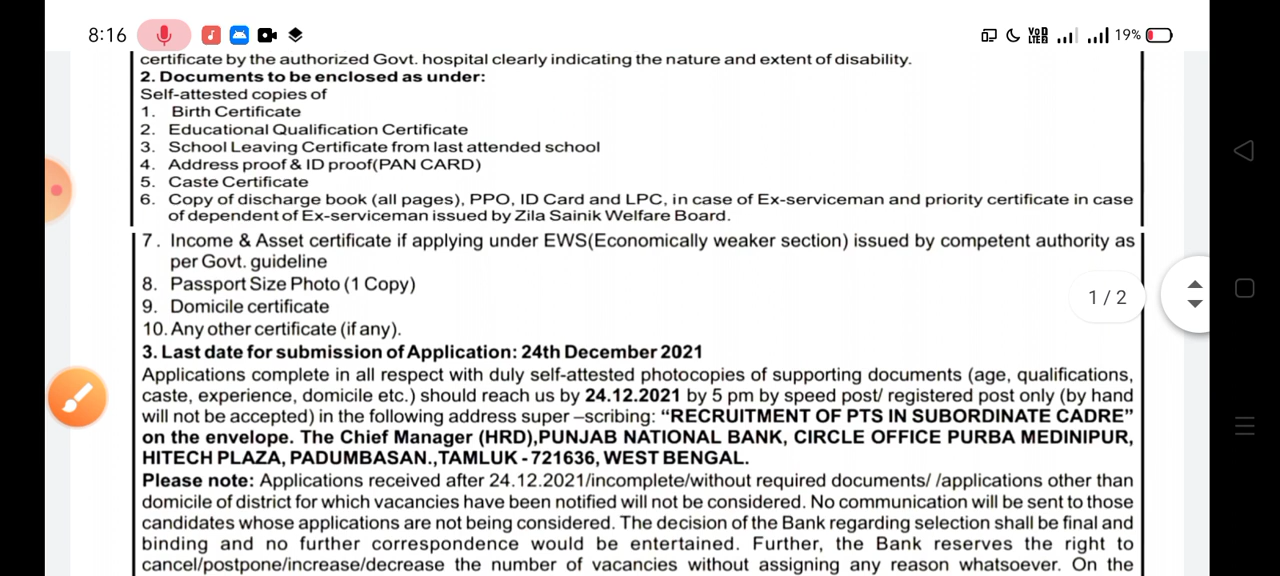 8:16
Vo) LTE 2 19%
certificate by the authorized Govt. hospital clearly indicating the nature and extent of disability.
2. Documents to be enclosed as under:
Self-attested copies of
1. Birth Certificate
2. Educational Qualification Certificate
3. School Leaving Certificate from last attended school
4. Address proof & ID proof(PAN CARD)
5. Caste Certificate
6. Copy of discharge book (all pages), PPO, ID Card and LPC, in case of Ex-serviceman and priority certificate in case
of dependent of Ex-serviceman issued by Zila Sainik Welfare Board.
7. Income & Asset certificate if applying under EWS(Economically weaker section) issued by competent authority as
per Govt. guideline
8. Passport Size Photo (1 Copy)
9. Domicile certificate
10. Any other certificate (if any).
1 / 2
3. Last date for submission of Application: 24th December 2021
Applications complete in all respect with duly self-attested photocopies of supporting documents (age, qualifications,
caste, experience, domicile etc.) should reach us by 24.12.2021 by 5 pm by speed post/ registered post only (by hand
will not be accepted) in the following address super –scribing: “RECRUITMENT OF PTS IN SUBORDINATE CADRE”
on the envelope. The Chief Manager (HRD),PUNJAB NATIONAL BANK, CIRCLE OFFICE PURBA MEDINIPUR,
HITECH PLAZA, PADUMBASAN.,TAMLUK - 721636, WEST BENGAL.
Please note: Applications received after 24.12.2021/incomplete/without required documents/ /applications other than
domicile of district for which vacancies have been notified will not be considered. No communication will be sent to those
candidates whose applications are not being considered. The decision of the Bank regarding selection shall be final and
binding and no further correspondence would be entertained. Further, the Bank reserves the right to
cancel/postpone/increase/decrease the number of vacancies without assigning any reason whatsoever. On the